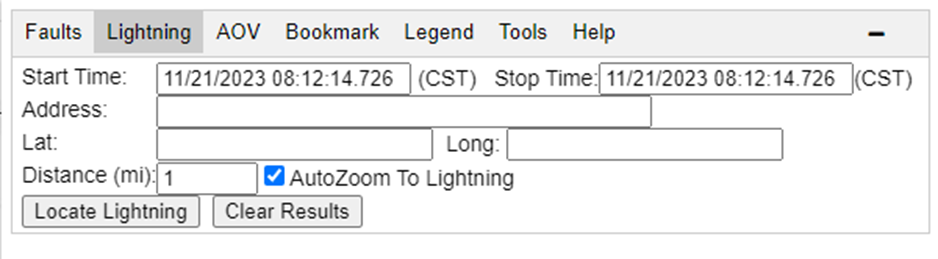 Faults Lightning AOV Bookmark Legend Tools Help
Start Time: 11/21/2023 08:12:14.726 (CST) Stop Time: 11/21/2023 08:12:14.726 (CST)
Address:
Lat: Long:
Distance (mi): 1 AutoZoom To Lightning
Locate Lightning Clear Results